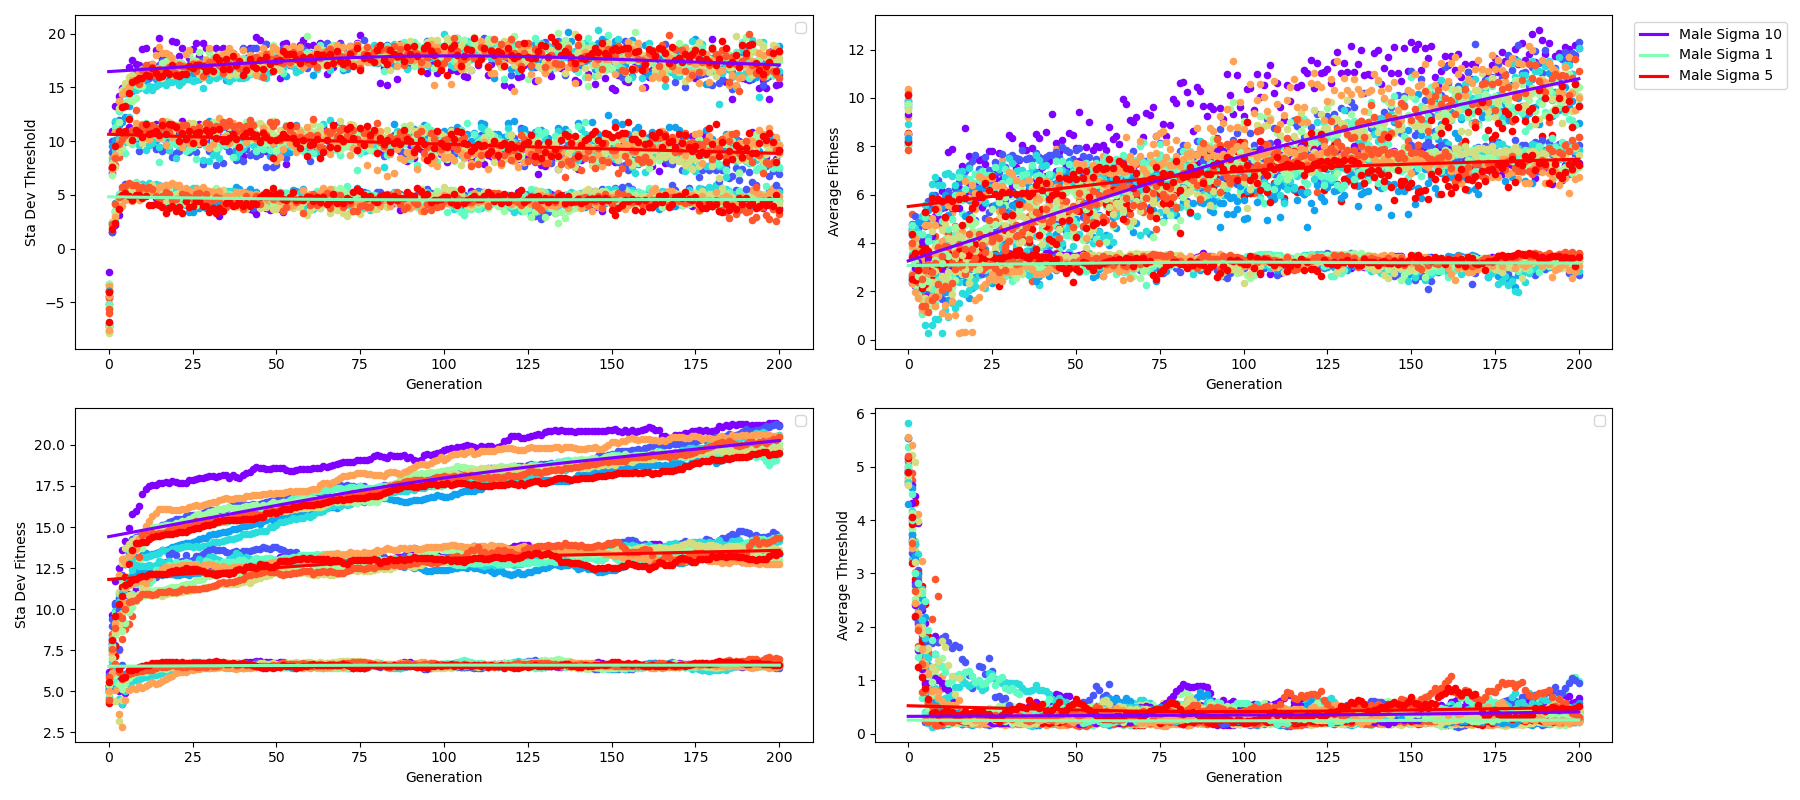 20
15
10
5
0
−5
Sta Dev Threshold
0 25 50 75 100 125 150 175 200
Generation
12
10
8
6
4
2
0
Average Fitness
0 25 50 75 100 125 150 175 200
Generation
Male Sigma 10
Male Sigma 1
Male Sigma 5
20.0
17.5
15.0
12.5
10.0
7.5
5.0
2.5
Sta Dev Fitness
0 25 50 75 100 125 150 175 200
Generation
6
5
4
3
2
1
0
Average Threshold
0 25 50 75 100 125 150 175 200
Generation